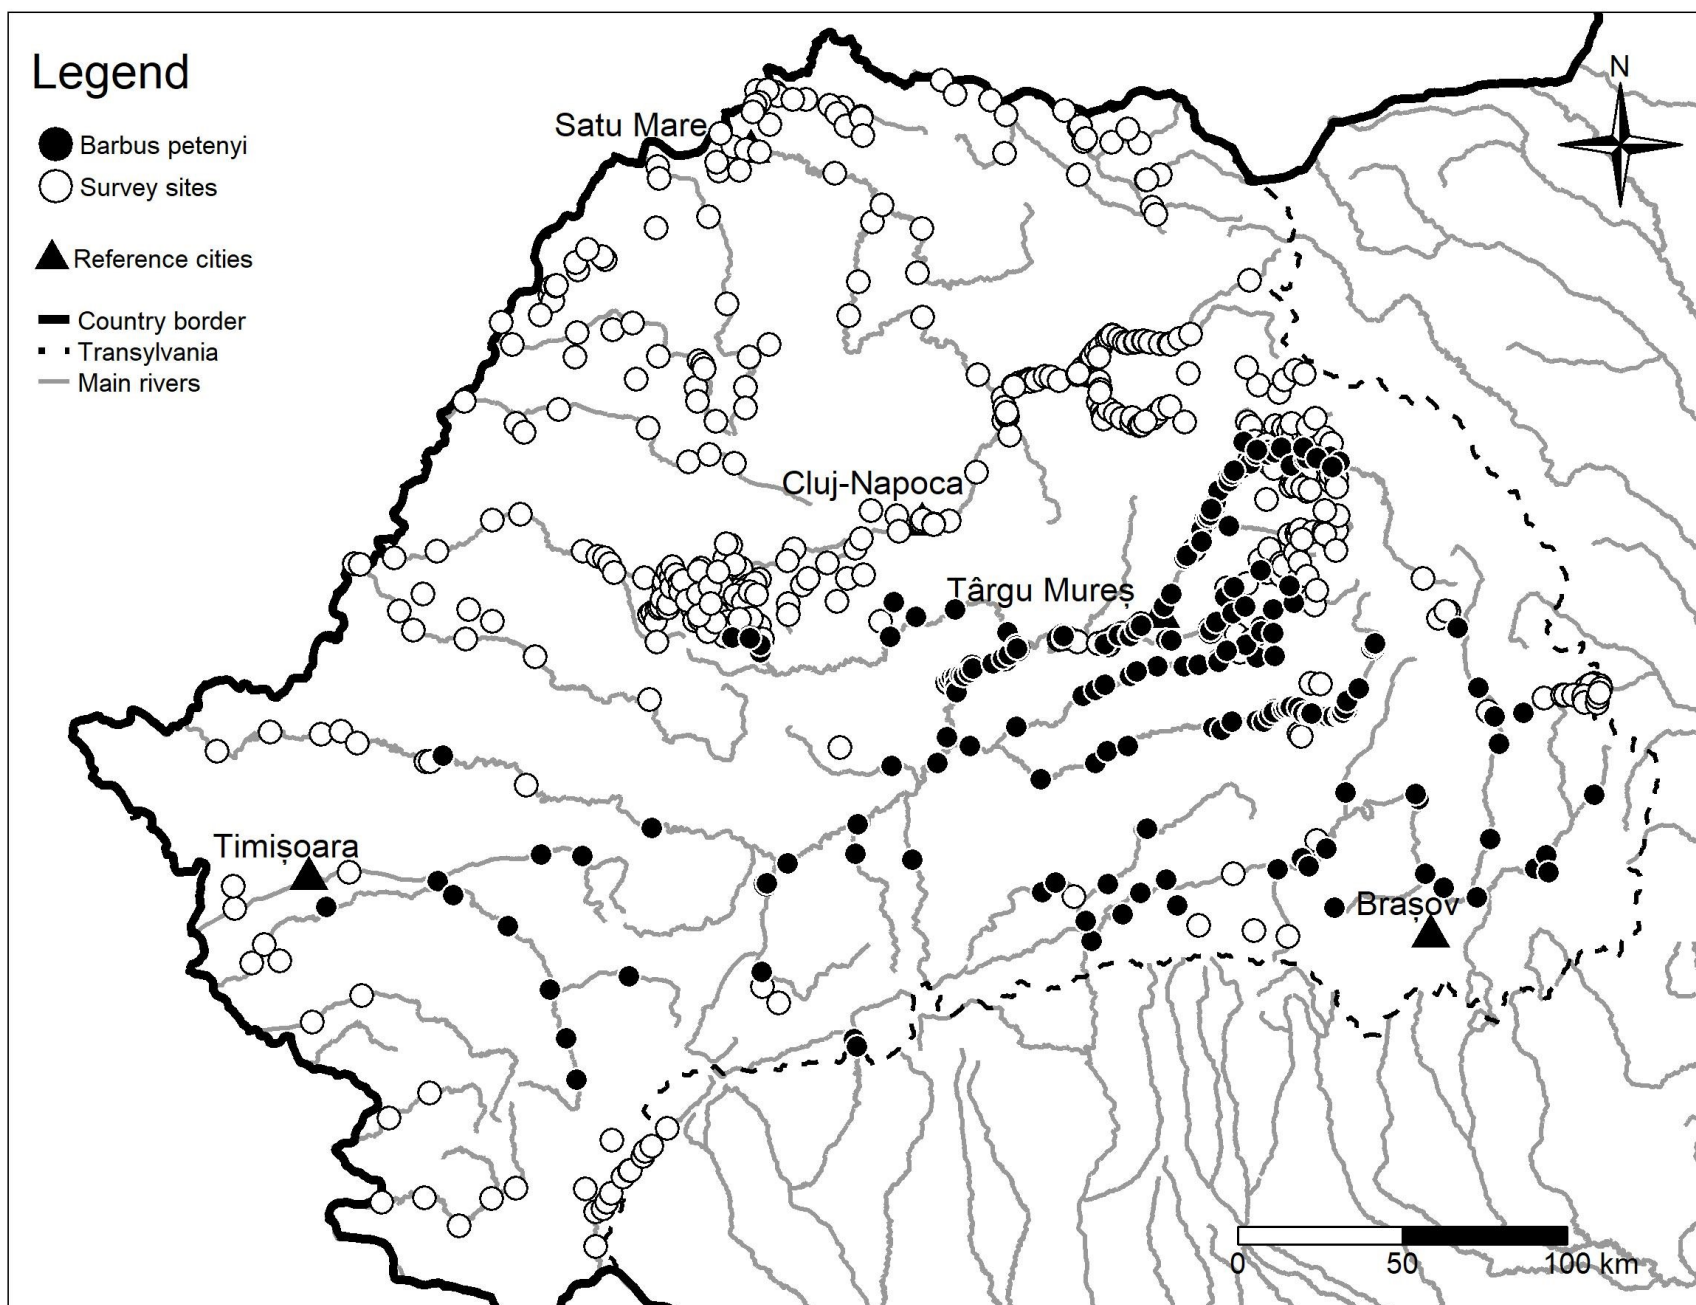 Legend
Barbus petenyi
Survey sites
Reference cities
Country border
Transylvania
Main rivers
N
Satu Mare
Cluj-Napoca
Târgu Mureș
Timișoara
Brașov
0 50 100 km